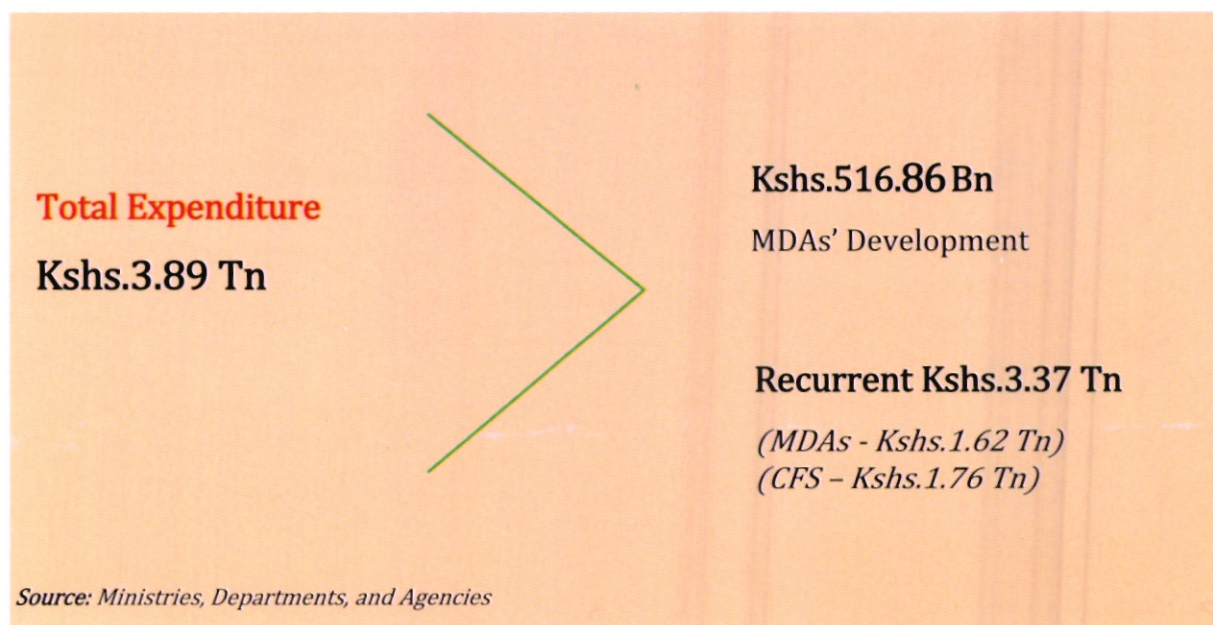 Total Expenditure
Kshs.3.89 Tn
Kshs.516.86 Bn
MDAs' Development
Recurrent Kshs.3.37 Tn
(MDAs - Kshs.1.62 Tn)
(CFS – Kshs.1.76 Tn)
Source: Ministries, Departments, and Agencies